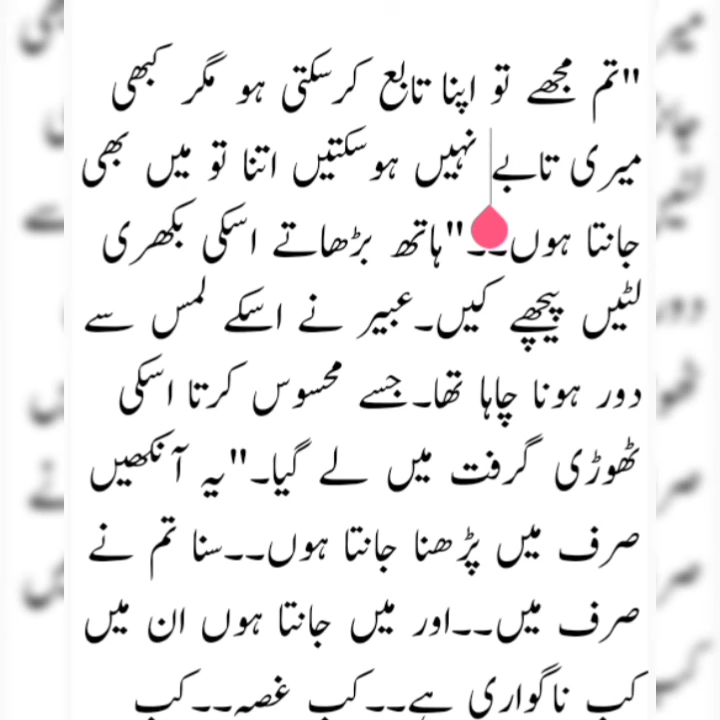 "تم مجھے تو اپنا تابع کرسکتی ہو مگر کبھی
میری تابے نہیں ہوسکتیں اتنا تو میں بھی
جانتا ہوں۔۔"ہاتھ بڑھاتے اسکی بکھری
لٹیں پیچھے کیں۔عبیر نے اسکے لمس سے
دور ہونا چاہا تھا۔جسے محسوس کرتا اسکی
ٹھوڑی گرفت میں لے گیا۔"یہ آنکھیں
صرف میں پڑھنا جانتا ہوں۔۔سنا تم نے
صرف میں۔۔اور میں جانتا ہوں ان میں
کب ناگواری ہے۔۔کب غصہ۔۔کب